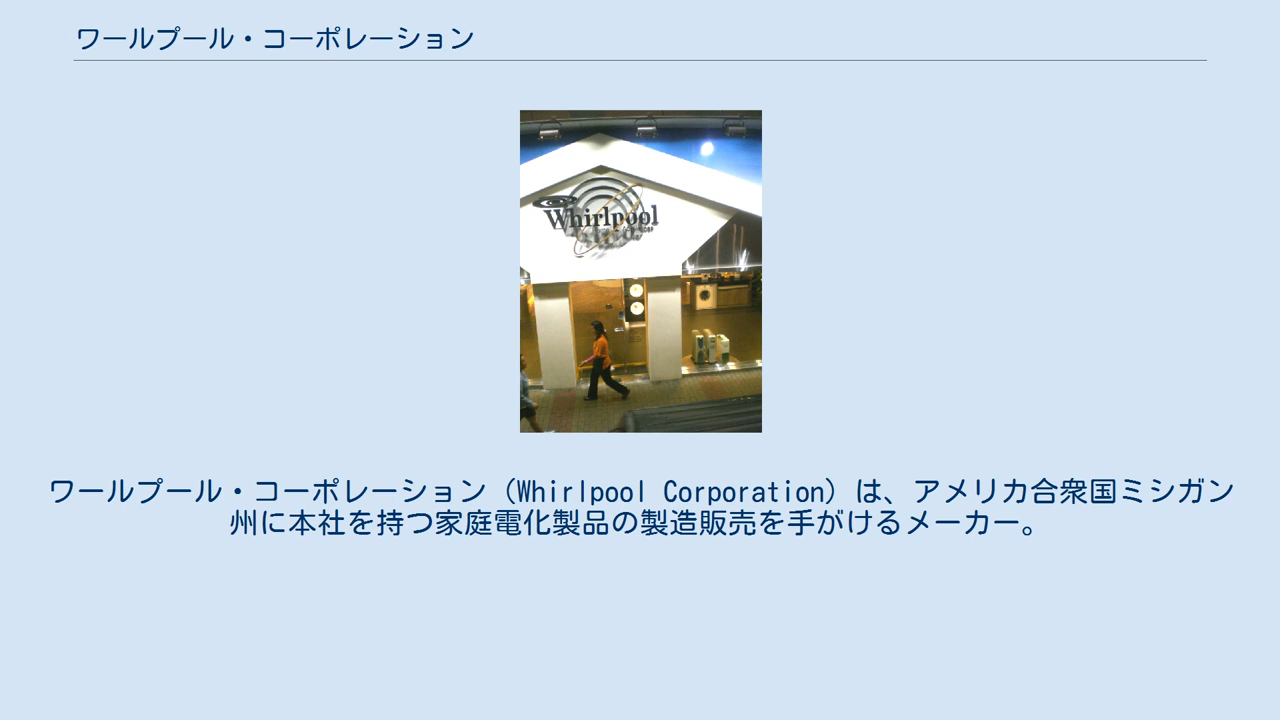 ワールプール・コーポレーション
Whirlpool
ワールプール・コーポレーション（Whirlpool Corporation）は、アメリカ合衆国ミシガン
州に本社を持つ家庭電化製品の製造販売を手がけるメーカー。